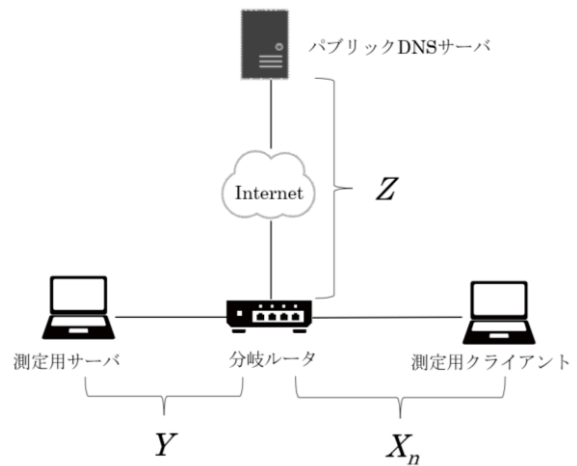 パブリックDNSサーバ
Internet
Z
測定用サーバ
分岐ルータ
測定用クライアント
Y
Xn